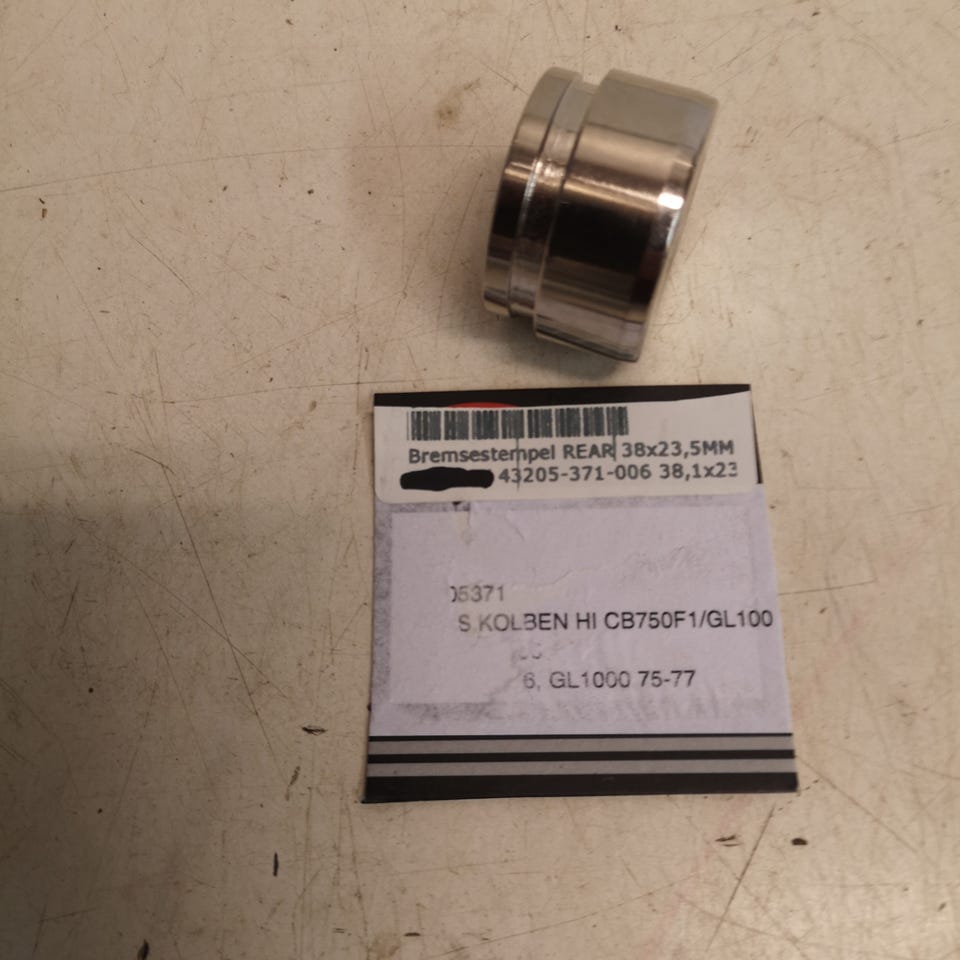 Bremsestempel REAR 38x23,5MM
43205-371-006 38,1x23
05371
S.KOLBEN HI CB750F1/GL100
6, GL1000 75-77